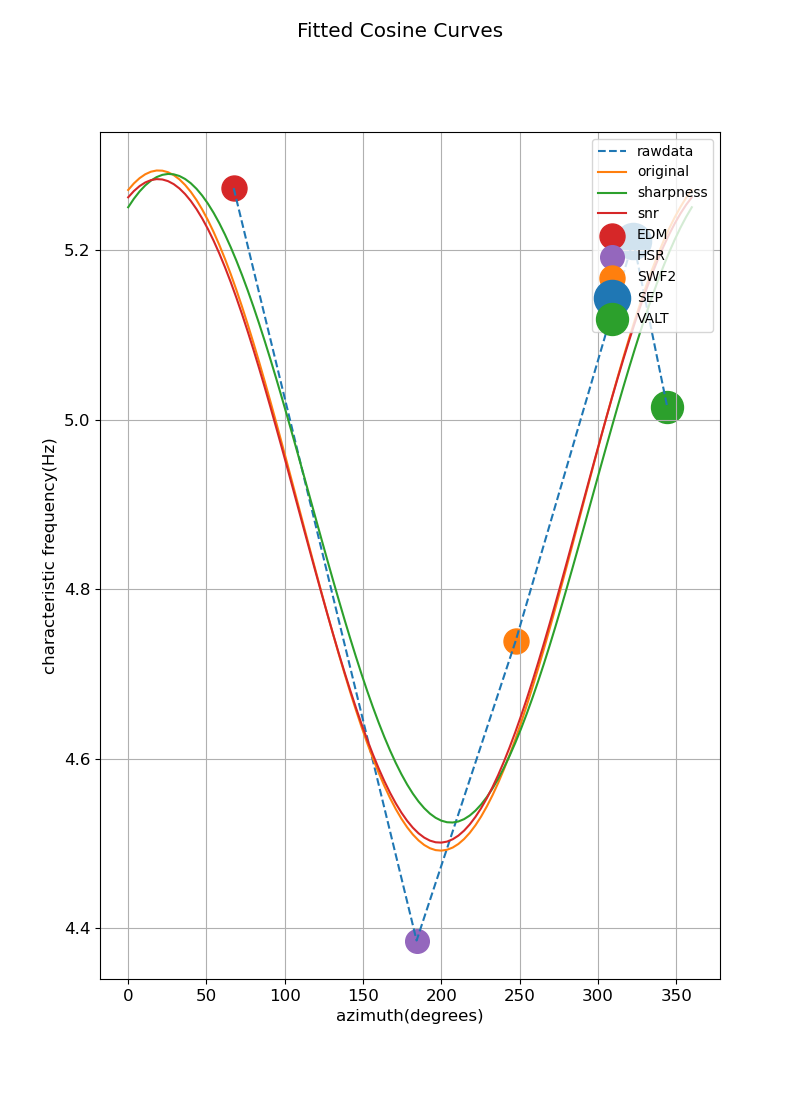 Fitted Cosine Curves
rawdata
original
sharpness
snr
EDM
HSR
SWF2
SEP
VALT
5.2
5.0
4.8
4.6
4.4
characteristic frequency(Hz)
0 50 100 150 200 250 300 350
azimuth(degrees)